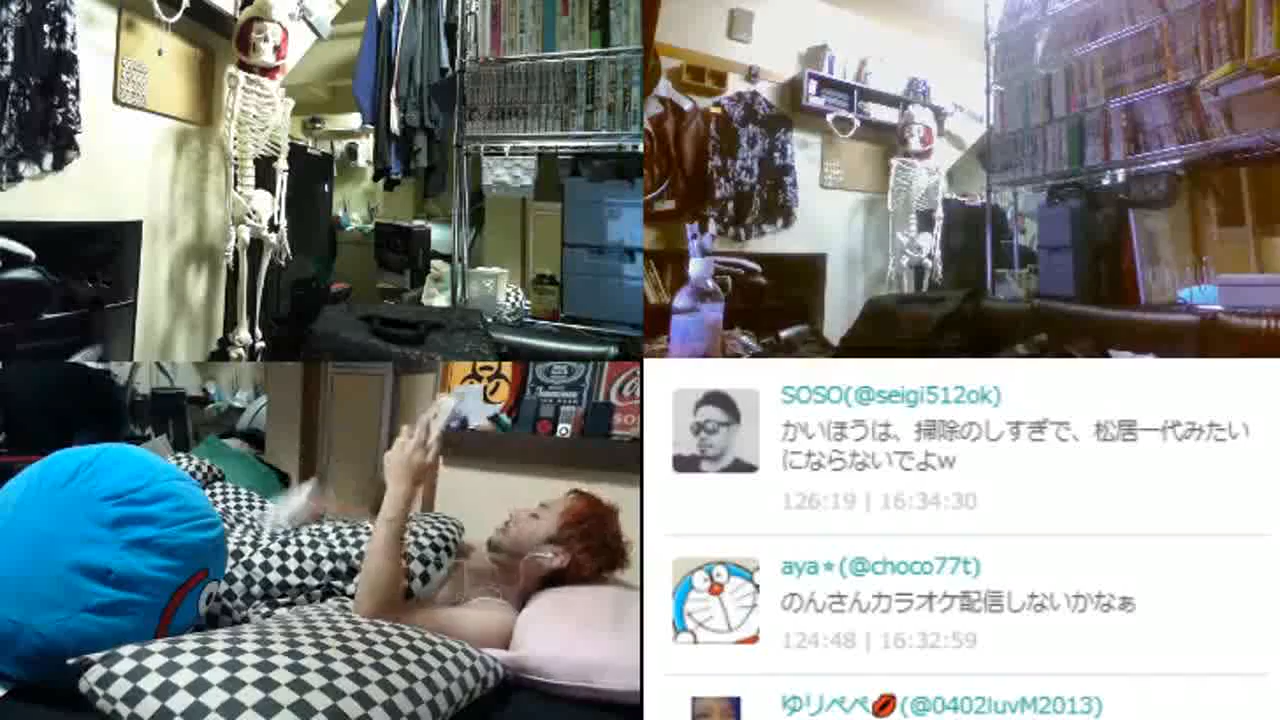 Coca
SOSO(@seigi512ok)
かいほうは、掃除のしすぎで、松居一代みたい
にならないでよw
126:19 | 16:34:30
aya★(@choco77t)
のんさんカラオケ配信しないかなぁ
124:48 | 16:32:59
ゆりぺぺ💋(@0402luvM2013)